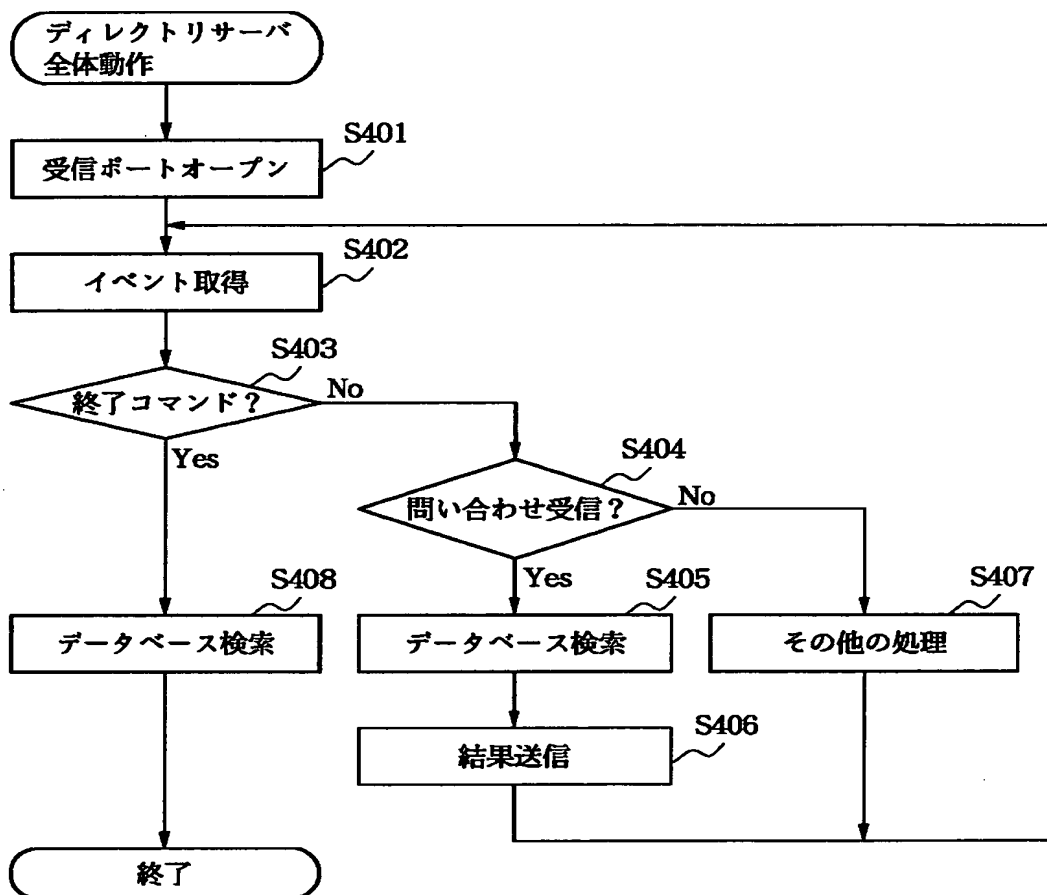 ディレクトリサーバ
全体動作
S401
受信ポートオープン
S402
イベント取得
S403
終了コマンド？
No
Yes
S404
問い合わせ受信？
No
Yes
S408
データベース検索
S405
データベース検索
S407
その他の処理
S406
結果送信
終了